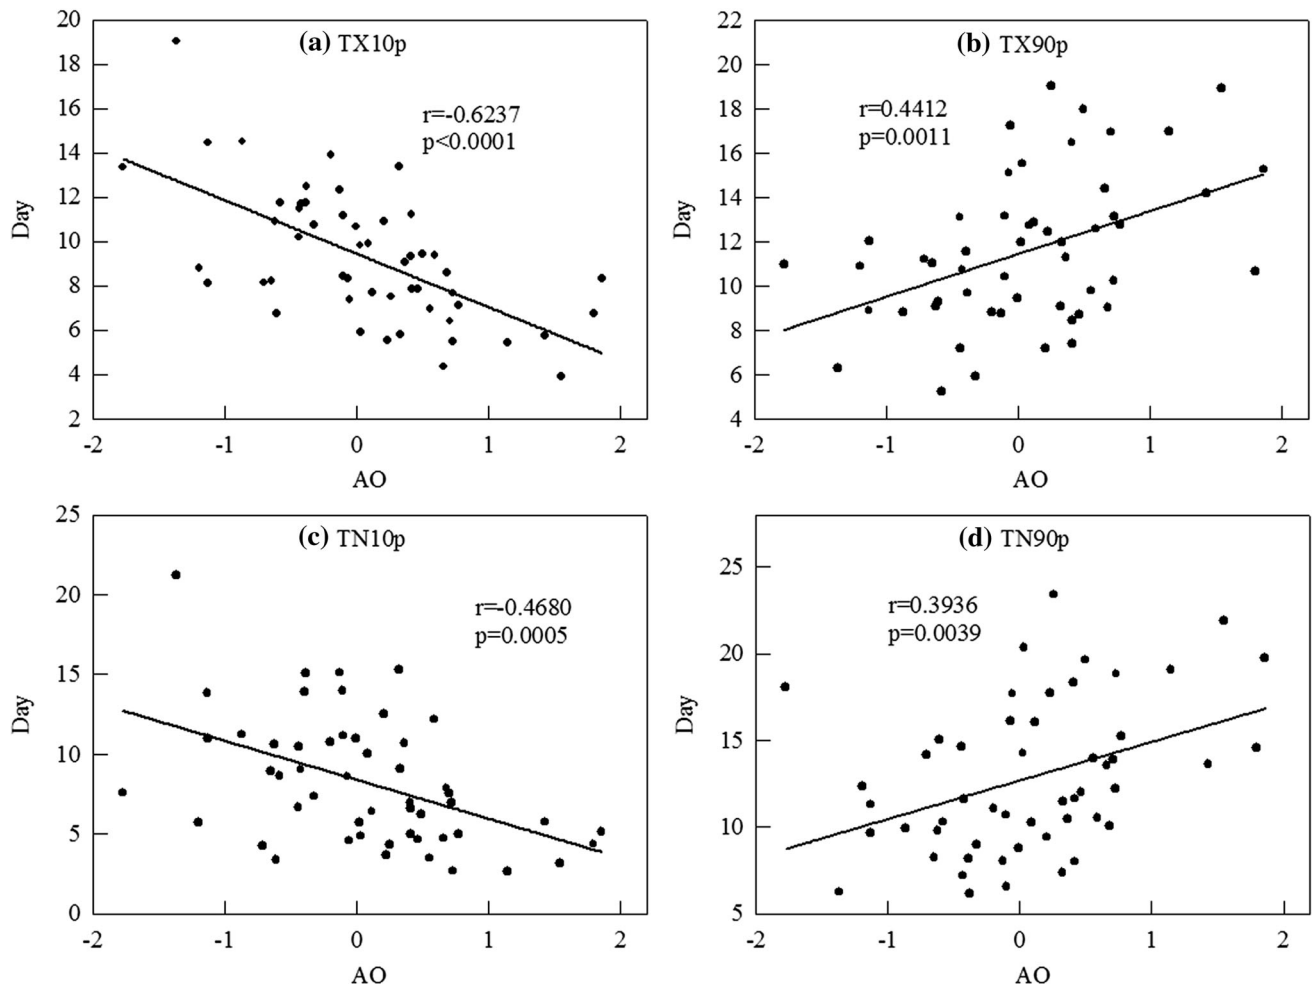 (a) TX10p
r=-0.6237
p<0.0001
20
18
16
14
12
10
8
6
4
2
Day
-2 -1 0 1 2
AO
(b) TX90p
r=0.4412
p=0.0011
22
20
18
16
14
12
10
8
6
4
Day
-2 -1 0 1 2
AO
(c) TN10p
r=-0.4680
p=0.0005
25
20
15
10
5
0
Day
-2 -1 0 1 2
AO
(d) TN90p
r=0.3936
p=0.0039
25
20
15
10
5
Day
-2 -1 0 1 2
AO